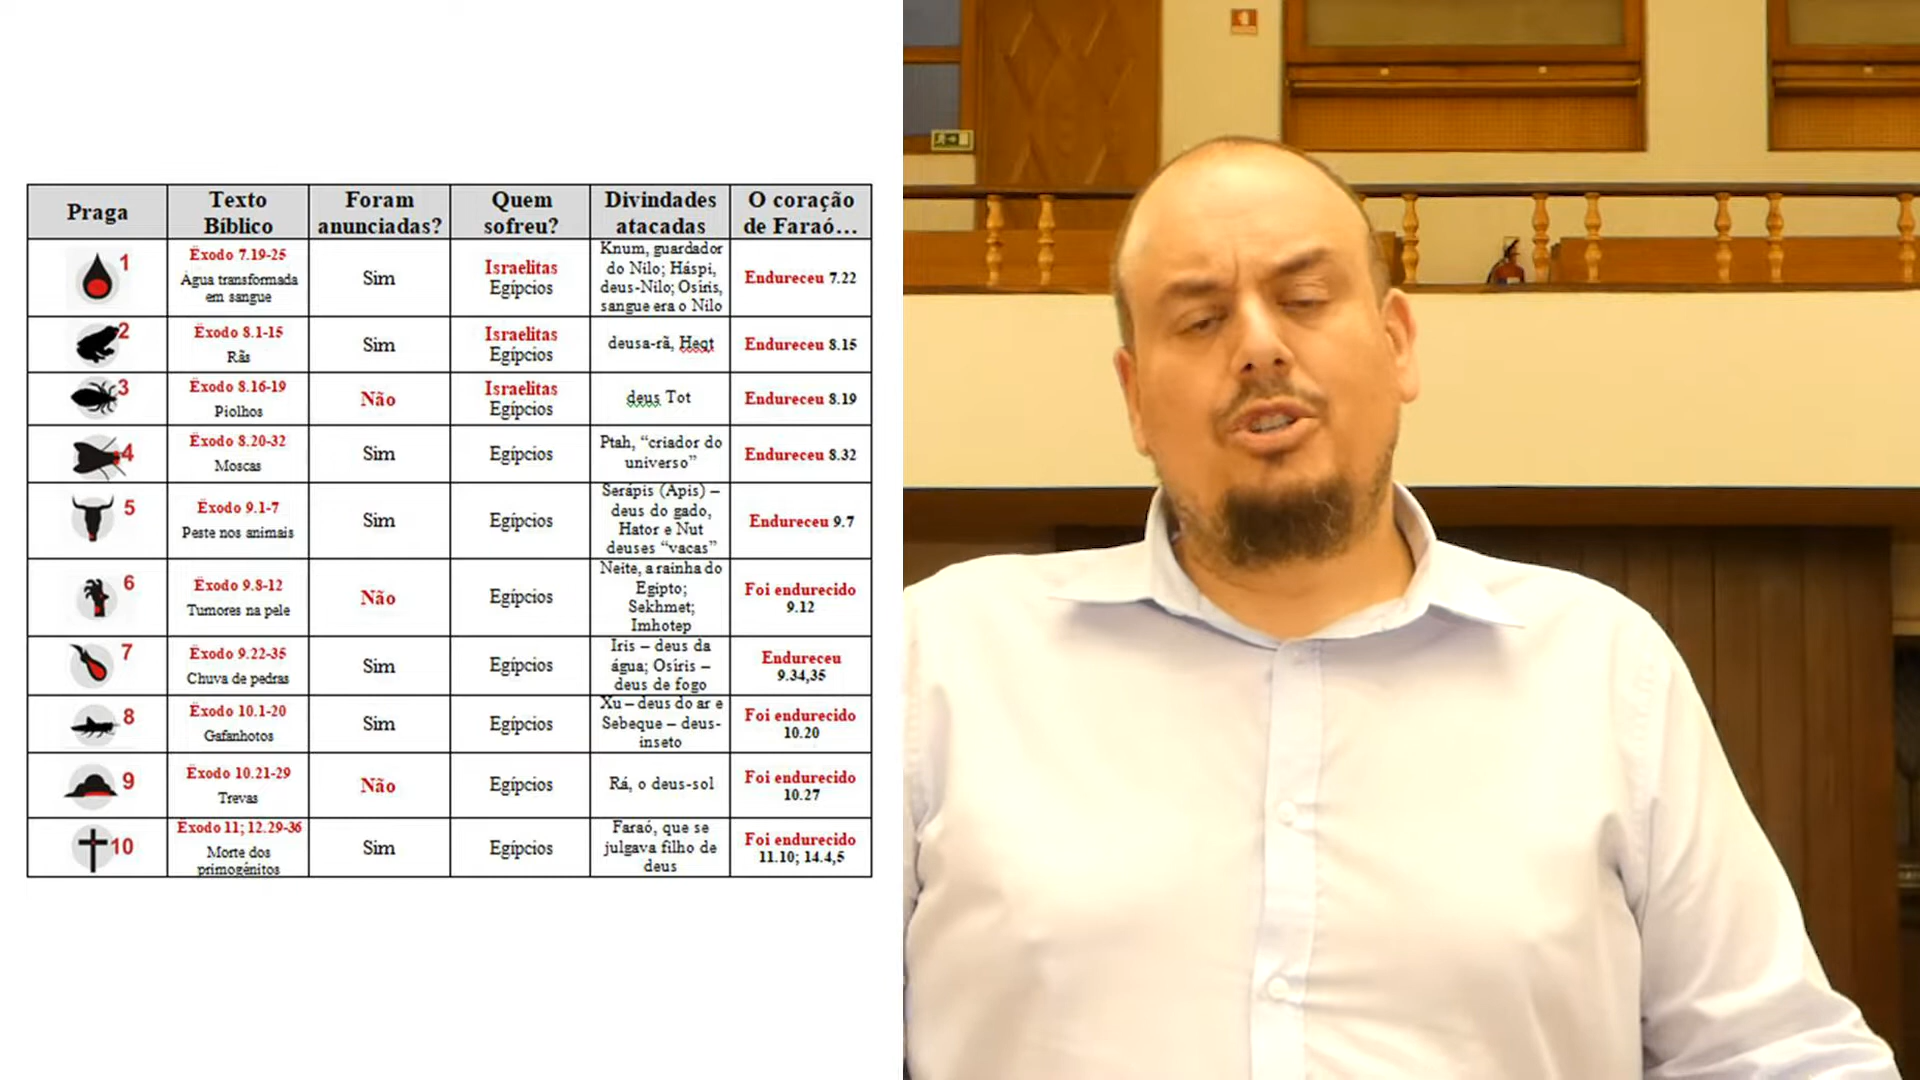 Praga
Texto
Bíblico
Foram
anunciadas?
Quem
sofreu?
Divindades
atacadas
O coração
de Faraó...
1
Êxodo 7.19-25
Água transformada
em sangue
Sim
Israelitas
Egípcios
Knum, guardador
do Nilo; Háspi,
deus-Nilo; Osíris,
sangue era o Nilo
Endureceu 7.22
2
Êxodo 8.1-15
Rãs
Sim
Israelitas
Egípcios
deusa-rã, Heqt
Endureceu 8.15
3
Êxodo 8.16-19
Piolhos
Não
Israelitas
Egípcios
deus Tot
Endureceu 8.19
4
Êxodo 8.20-32
Moscas
Sim
Egípcios
Ptah, “criador do
universo”
Endureceu 8.32
5
Êxodo 9.1-7
Peste nos animais
Sim
Egípcios
Serápis (Apis) –
deus do gado,
Hator e Nut
deuses “vacas”
Endureceu 9.7
6
Êxodo 9.8-12
Tumores na pele
Não
Egípcios
Neite, a rainha do
Egipto;
Sekhmet;
Imhotep
Foi endurecido
9.12
7
Êxodo 9.22-35
Chuva de pedras
Sim
Egípcios
Iris – deus da
água; Osíris –
deus de fogo
Endureceu
9.34,35
8
Êxodo 10.1-20
Gafanhotos
Sim
Egípcios
Xu – deus do ar e
Sebeque – deus-
inseto
Foi endurecido
10.20
9
Êxodo 10.21-29
Trevas
Não
Egípcios
Rá, o deus-sol
Foi endurecido
10.27
10
Êxodo 11; 12.29-36
Morte dos
primogénitos
Sim
Egípcios
Faraó, que se
julgava filho de
deus
Foi endurecido
11.10; 14.4,5